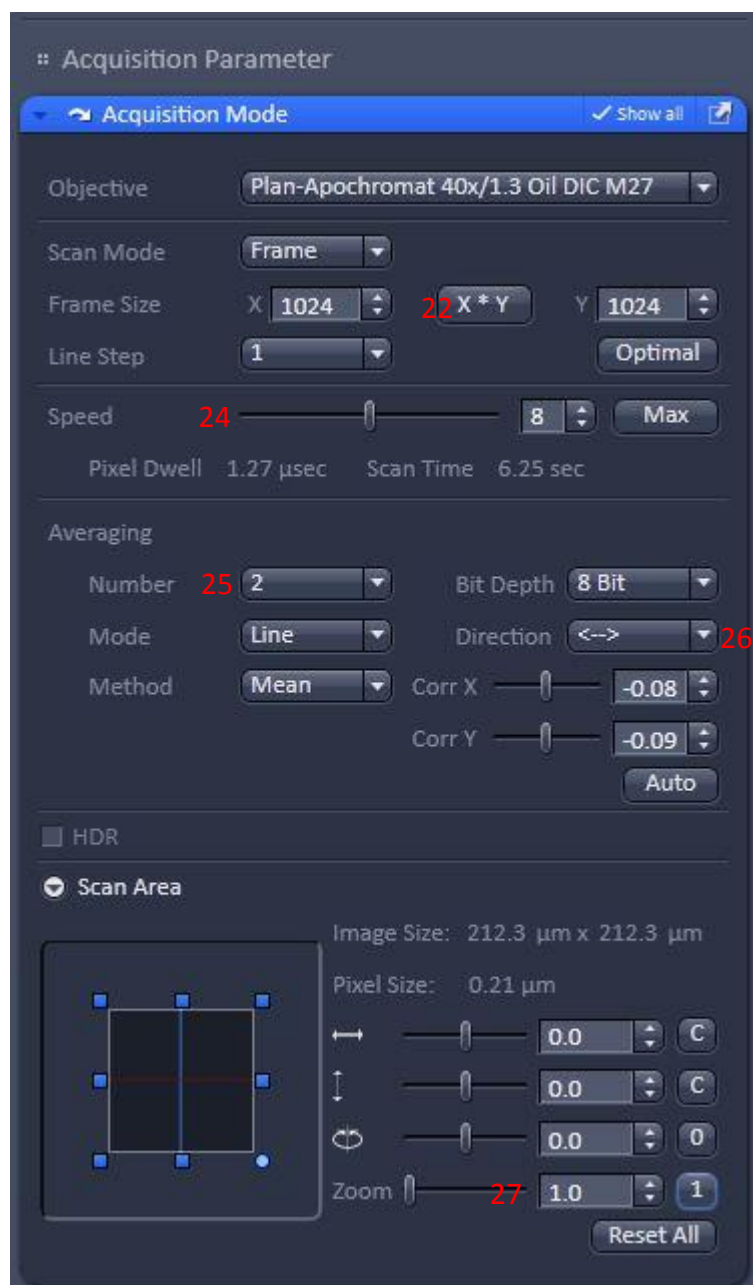 Acquisition Parameter
Acquisition Mode Show all
Objective Plan-Apochromat 40x/1.3 Oil DIC M27
Scan Mode Frame
Frame Size X 1024 22 X * Y Y 1024
Line Step 1 Optimal
Speed 24 8 Max
Pixel Dwell 1.27 µsec Scan Time 6.25 sec
Averaging
Number 25 2 Bit Depth 8 Bit
Mode Line Direction <--> 26
Method Mean Corr X -0.08
Corr Y -0.09
Auto
HDR
Scan Area
Image Size: 212.3 µm x 212.3 µm
Pixel Size: 0.21 µm
0.0 C
0.0 C
0.0 0
Zoom 27 1.0 1
Reset All